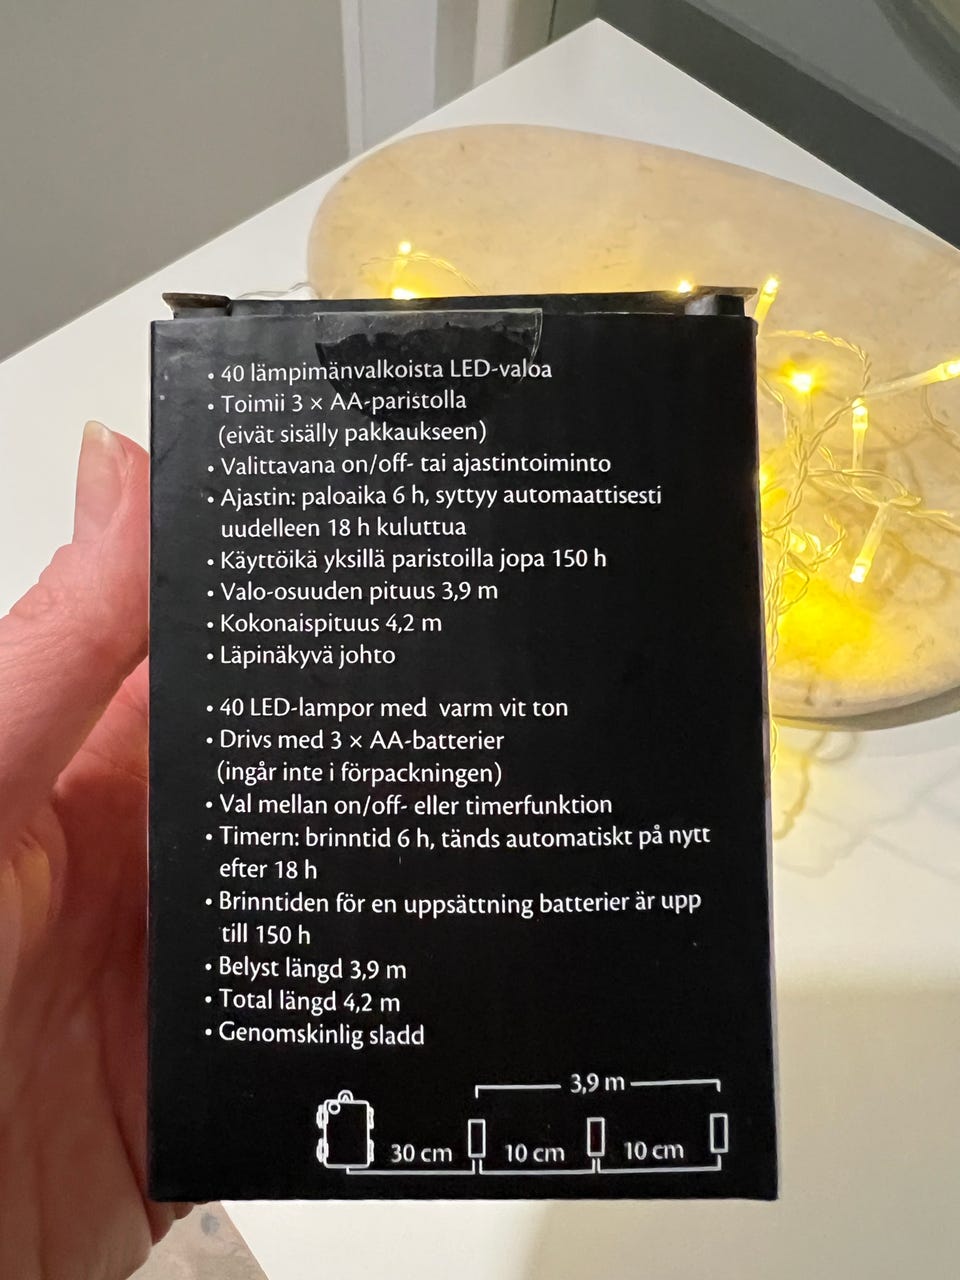 • 40 lämpimänvalkoista LED-valoa
• Toimii 3 × AA-paristolla
(eivät sisälly pakkaukseen)
• Valittavana on/off- tai ajastintoiminto
• Ajastin: paloaika 6 h, syttyy automaattisesti
uudelleen 18 h kuluttua
• Käyttöikä yksillä paristoilla jopa 150 h
• Valo-osuuden pituus 3,9 m
• Kokonaispituus 4,2 m
• Läpinäkyvä johto
• 40 LED-lampor med varm vit ton
• Drivs med 3 × AA-batterier
(ingår inte i förpackningen)
• Val mellan on/off- eller timerfunktion
• Timern: brinntid 6 h, tänds automatiskt på nytt
efter 18 h
• Brinntiden för en uppsättning batterier är upp
till 150 h
• Belyst längd 3,9 m
• Total längd 4,2 m
• Genomskinlig sladd
3,9 m
30 cm 10 cm 10 cm